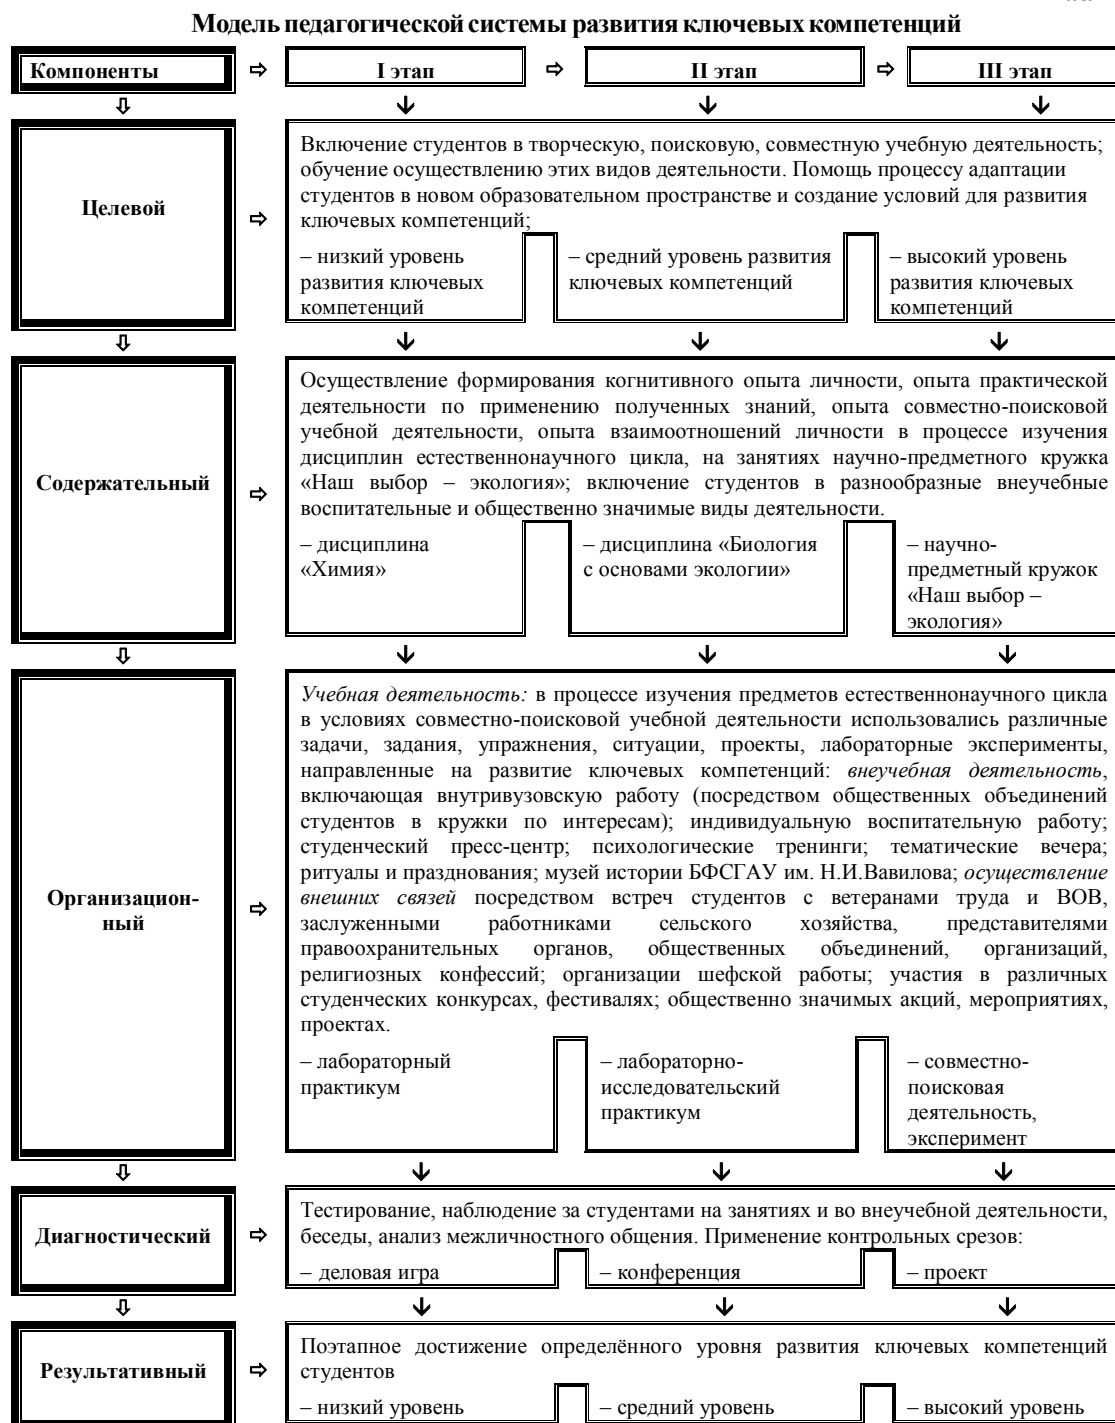 Модель педагогической системы развития ключевых компетенций
Компоненты
I этап
II этап
III этап
Целевой
Включение студентов в творческую, поисковую, совместную учебную деятельность;
обучение осуществлению этих видов деятельности. Помощь процессу адаптации
студентов в новом образовательном пространстве и создание условий для развития
ключевых компетенций;
– низкий уровень
развития ключевых
компетенций
– средний уровень развития
ключевых компетенций
– высокий уровень
развития ключевых
компетенций
Содержательный
Осуществление формирования когнитивного опыта личности, опыта практической
деятельности по применению полученных знаний, опыта совместно-поисковой
учебной деятельности, опыта взаимоотношений личности в процессе изучения
дисциплин естественнонаучного цикла, на занятиях научно-предметного кружка
«Наш выбор – экология»; включение студентов в разнообразные внеучебные
воспитательные и общественно значимые виды деятельности.
– дисциплина
«Химия»
– дисциплина «Биология
с основами экологии»
– научно-
предметный кружок
«Наш выбор –
экология»
Организацион-
ный
Учебная деятельность: в процессе изучения предметов естественнонаучного цикла
в условиях совместно-поисковой учебной деятельности использовались различные
задачи, задания, упражнения, ситуации, проекты, лабораторные эксперименты,
направленные на развитие ключевых компетенций: внеучебная деятельность,
включающая внутривузовскую работу (посредством общественных объединений
студентов в кружки по интересам); индивидуальную воспитательную работу;
студенческий пресс-центр; психологические тренинги; тематические вечера;
ритуалы и празднования; музей истории БФСГАУ им. Н.И.Вавилова; осуществление
внешних связей посредством встреч студентов с ветеранами труда и ВОВ,
заслуженными работниками сельского хозяйства, представителями
правоохранительных органов, общественных объединений, организаций,
религиозных конфессий; организации шефской работы; участия в различных
студенческих конкурсах, фестивалях; общественно значимых акций, мероприятиях,
проектах.
– лабораторный
практикум
– лабораторно-
исследовательский
практикум
– совместно-
поисковая
деятельность,
эксперимент
Диагностический
Тестирование, наблюдение за студентами на занятиях и во внеучебной деятельности,
беседы, анализ межличностного общения. Применение контрольных срезов:
– деловая игра
– конференция
– проект
Результативный
Поэтапное достижение определённого уровня развития ключевых компетенций
студентов
– низкий уровень
– средний уровень
– высокий уровень